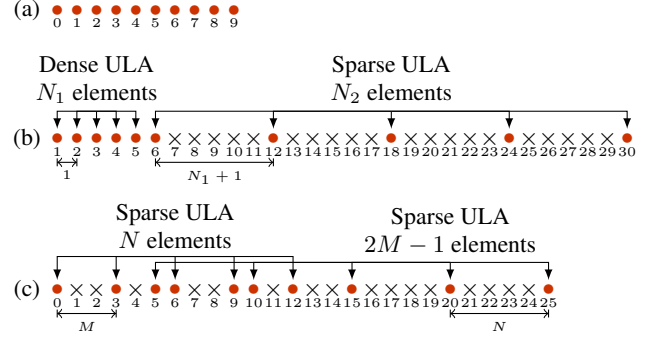 (a)
0 1 2 3 4 5 6 7 8 9
Dense ULA Sparse ULA
N₁ elements N₂ elements
(b)
1 2 3 4 5 6 7 8 9 10 11 12 13 14 15 16 17 18 19 20 21 22 23 24 25 26 27 28 29 30
1 N₁ + 1
Sparse ULA Sparse ULA
N elements 2M − 1 elements
(c)
0 1 2 3 4 5 6 7 8 9 10 11 12 13 14 15 16 17 18 19 20 21 22 23 24 25
M N